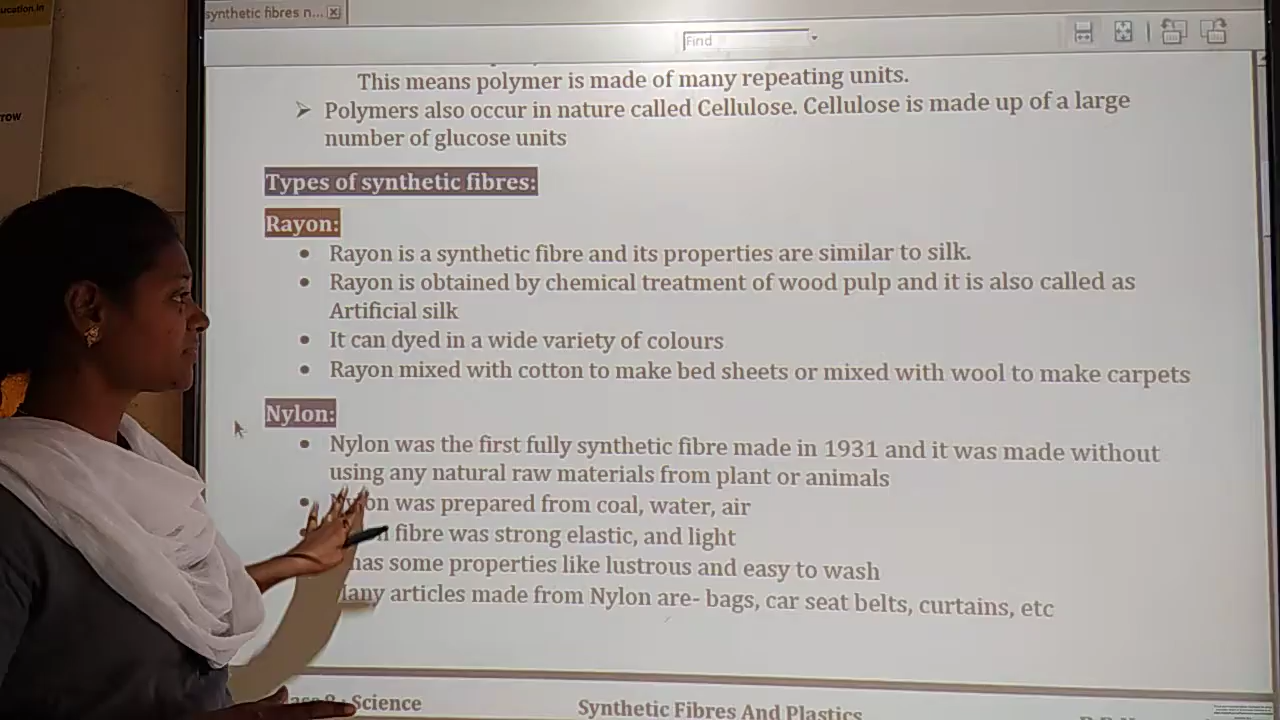 ucation.in
row
synthetic fibres n...
Find
This means polymer is made of many repeating units.
➢ Polymers also occur in nature called Cellulose. Cellulose is made up of a large
number of glucose units
Types of synthetic fibres:
Rayon:
• Rayon is a synthetic fibre and its properties are similar to silk.
• Rayon is obtained by chemical treatment of wood pulp and it is also called as
Artificial silk
• It can dyed in a wide variety of colours
• Rayon mixed with cotton to make bed sheets or mixed with wool to make carpets
Nylon:
• Nylon was the first fully synthetic fibre made in 1931 and it was made without
using any natural raw materials from plant or animals
• Nylon was prepared from coal, water, air
fibre was strong elastic, and light
has some properties like lustrous and easy to wash
Many articles made from Nylon are- bags, car seat belts, curtains, etc
Science
Synthetic Fibres And Plastics